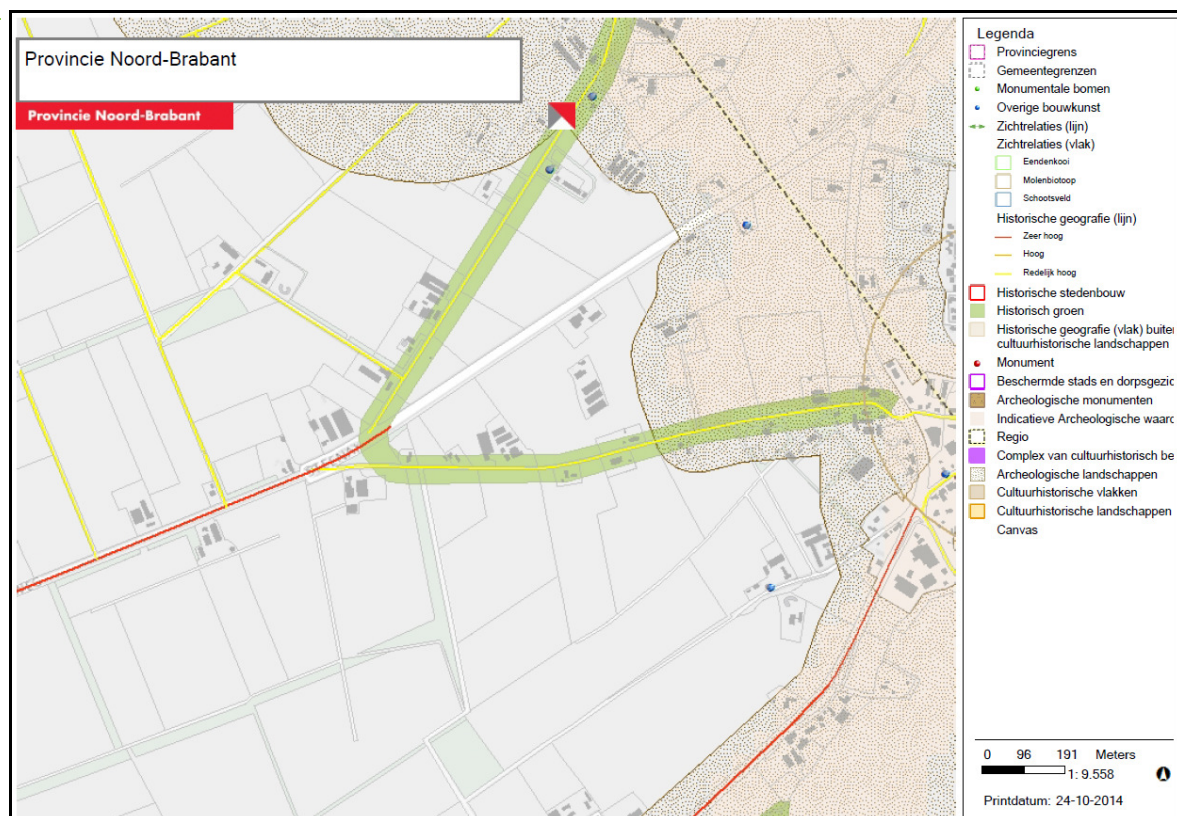 Provincie Noord-Brabant
Provincie Noord-Brabant
Legenda
Provinciegrens
Gemeentegrenzen
Monumentale bomen
Overige bouwkunst
Zichtrelaties (lijn)
Zichtrelaties (vlak)
Eendenkooi
Molenbiotoop
Schootsveld
Historische geografie (lijn)
Zeer hoog
Hoog
Redelijk hoog
Historische stedenbouw
Historisch groen
Historische geografie (vlak) buiten
cultuurhistorische landschappen
Monument
Beschermde stads en dorpsgezic
Archeologische monumenten
Indicatieve Archeologische waarc
Regio
Complex van cultuurhistorisch be
Archeologische landschappen
Cultuurhistorische vlakken
Cultuurhistorische landschappen
Canvas
0 96 191 Meters
1: 9.558
Printdatum: 24-10-2014